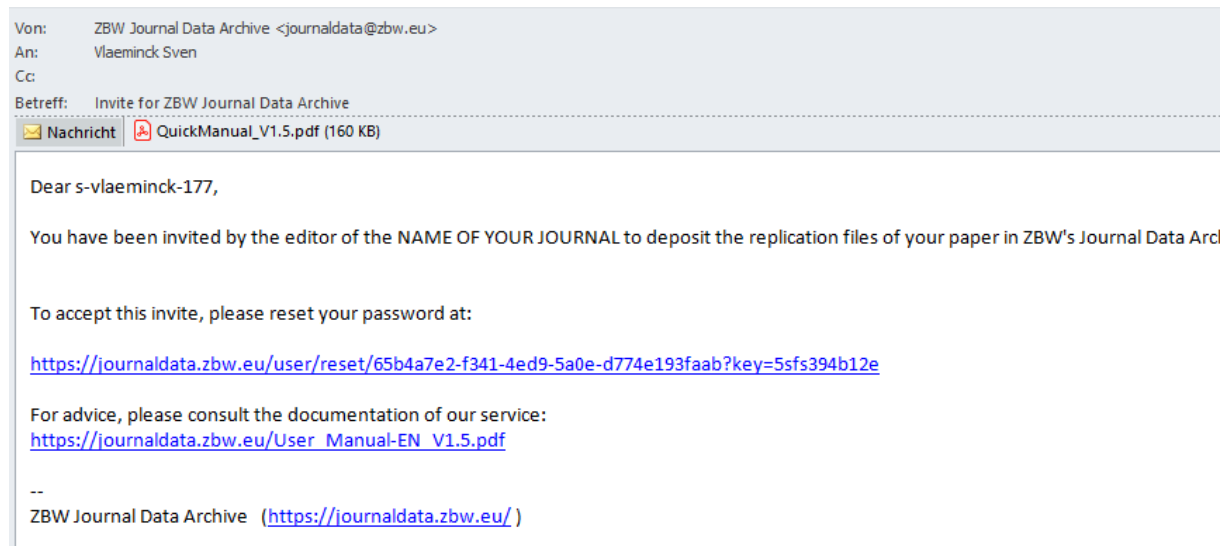 Von: ZBW Journal Data Archive <journaldata@zbw.eu>
An: Vlaeminck Sven
Cc:
Betreff: Invite for ZBW Journal Data Archive
Nachricht QuickManual_V1.5.pdf (160 KB)
Dear s-vlaeminck-177,
You have been invited by the editor of the NAME OF YOUR JOURNAL to deposit the replication files of your paper in ZBW's Journal Data
To accept this invite, please reset your password at:
https://journaldata.zbw.eu/user/reset/65b4a7e2-f341-4ed9-5a0e-d774e193faab?key=5sfs394b12e
For advice, please consult the documentation of our service:
https://journaldata.zbw.eu/User_Manual-EN_V1.5.pdf
--
ZBW Journal Data Archive (https://journaldata.zbw.eu/ )